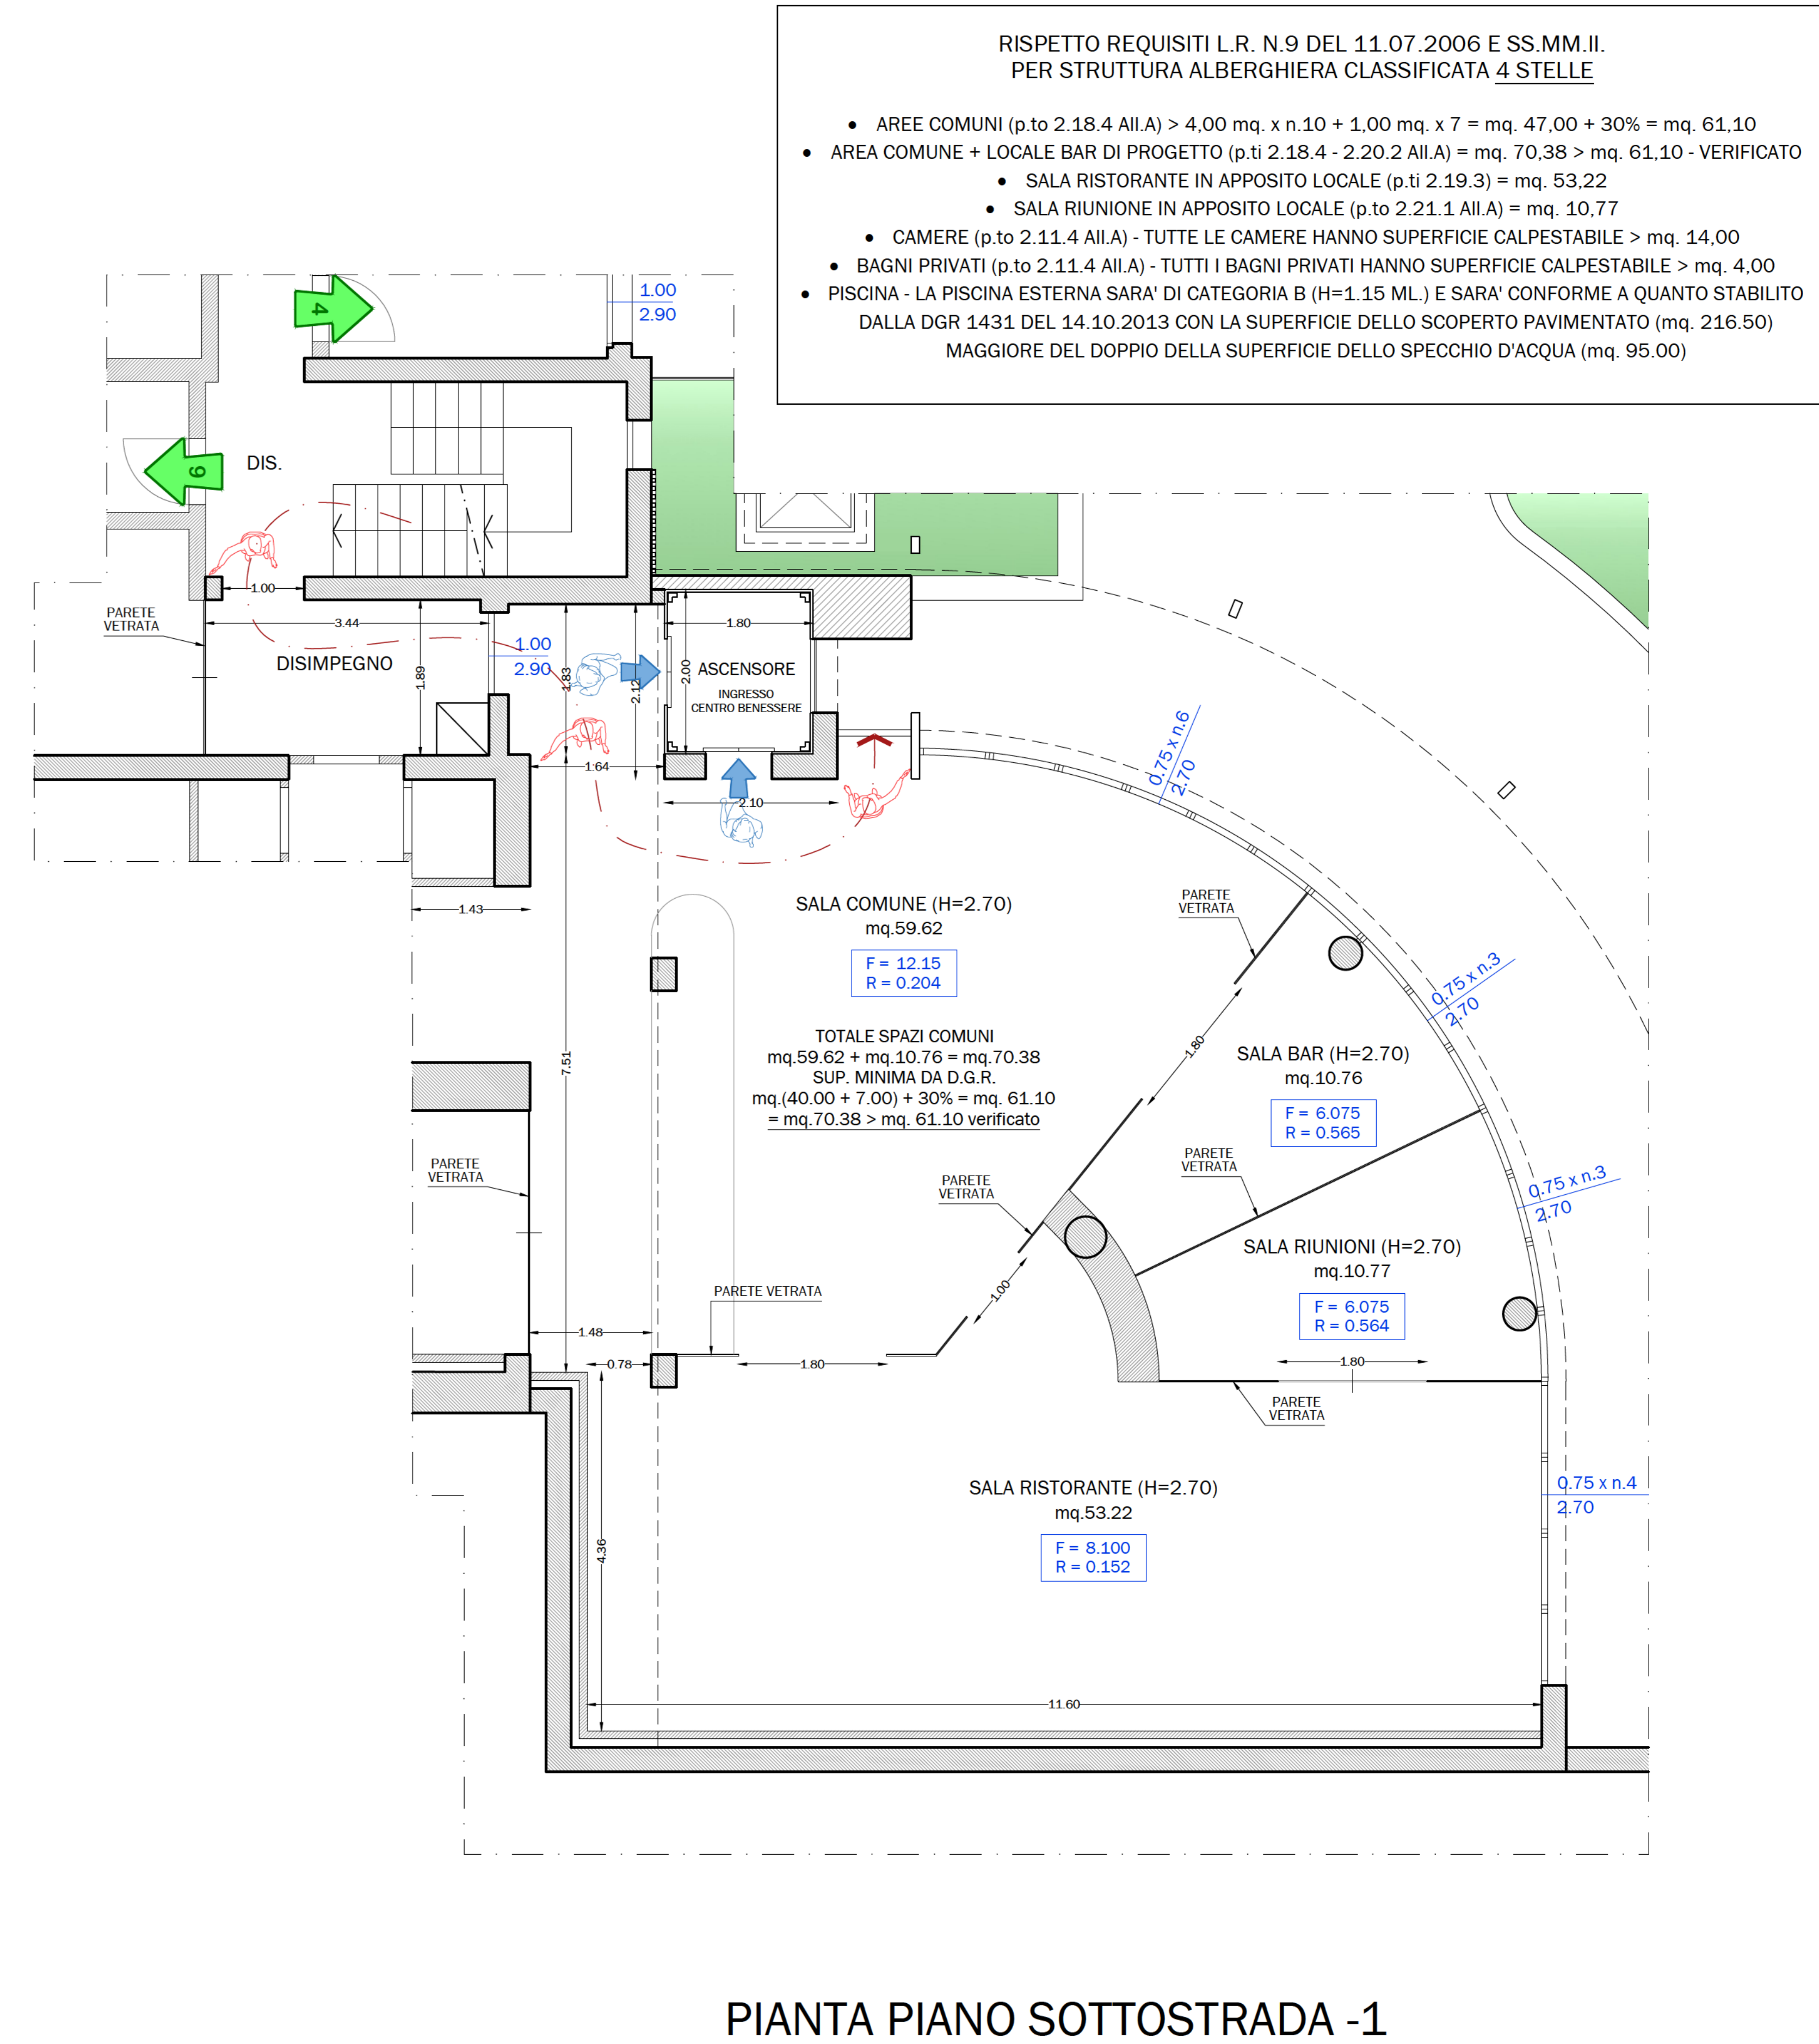 RISPETTO REQUISITI L.R. N.9 DEL 11.07.2006 E SS.MM.II.
PER STRUTTURA ALBERGHIERA CLASSIFICATA 4 STELLE
• AREE COMUNI (p.to 2.18.4 All.A) > 4,00 mq. x n.10 + 1,00 mq. x 7 = mq. 47,00 + 30% = mq. 61,10
• AREA COMUNE + LOCALE BAR DI PROGETTO (p.ti 2.18.4 - 2.20.2 All.A) = mq. 70,38 > mq. 61,10 - VERIFICATO
• SALA RISTORANTE IN APPOSITO LOCALE (p.ti 2.19.3) = mq. 53,22
• SALA RIUNIONE IN APPOSITO LOCALE (p.to 2.21.1 All.A) = mq. 10,77
• CAMERE (p.to 2.11.4 All.A) - TUTTE LE CAMERE HANNO SUPERFICIE CALPESTABILE > mq. 14,00
• BAGNI PRIVATI (p.to 2.11.4 All.A) - TUTTI I BAGNI PRIVATI HANNO SUPERFICIE CALPESTABILE > mq. 4,00
• PISCINA - LA PISCINA ESTERNA SARA' DI CATEGORIA B (H=1.15 ML.) E SARA' CONFORME A QUANTO STABILITO
DALLA DGR 1431 DEL 14.10.2013 CON LA SUPERFICIE DELLO SCOPERTO PAVIMENTATO (mq. 216.50)
MAGGIORE DEL DOPPIO DELLA SUPERFICIE DELLO SPECCHIO D'ACQUA (mq. 95.00)
4
1.00
2.90
DIS.
9
1.00
PARETE
VETRATA
3.44
DISIMPEGNO
1.89
1.00
2.90
1.83
2.12
1.80
2.00
ASCENSORE
INGRESSO
CENTRO BENESSERE
1.64
2.10
0.75 x n.6
2.70
1.43
SALA COMUNE (H=2.70)
mq.59.62
F = 12.15
R = 0.204
PARETE
VETRATA
0.75 x n.3
2.70
TOTALE SPAZI COMUNI
mq.59.62 + mq.10.76 = mq.70.38
SUP. MINIMA DA D.G.R.
mq.(40.00 + 7.00) + 30% = mq. 61.10
= mq.70.38 > mq. 61.10 verificato
7.51
1.80
SALA BAR (H=2.70)
mq.10.76
F = 6.075
R = 0.565
PARETE
VETRATA
PARETE
VETRATA
PARETE
VETRATA
0.75 x n.3
2.70
SALA RIUNIONI (H=2.70)
mq.10.77
F = 6.075
R = 0.564
PARETE VETRATA
1.00
1.48
0.78
1.80
1.80
PARETE
VETRATA
SALA RISTORANTE (H=2.70)
mq.53.22
F = 8.100
R = 0.152
0.75 x n.4
2.70
4.36
11.60
PIANTA PIANO SOTTOSTRADA -1